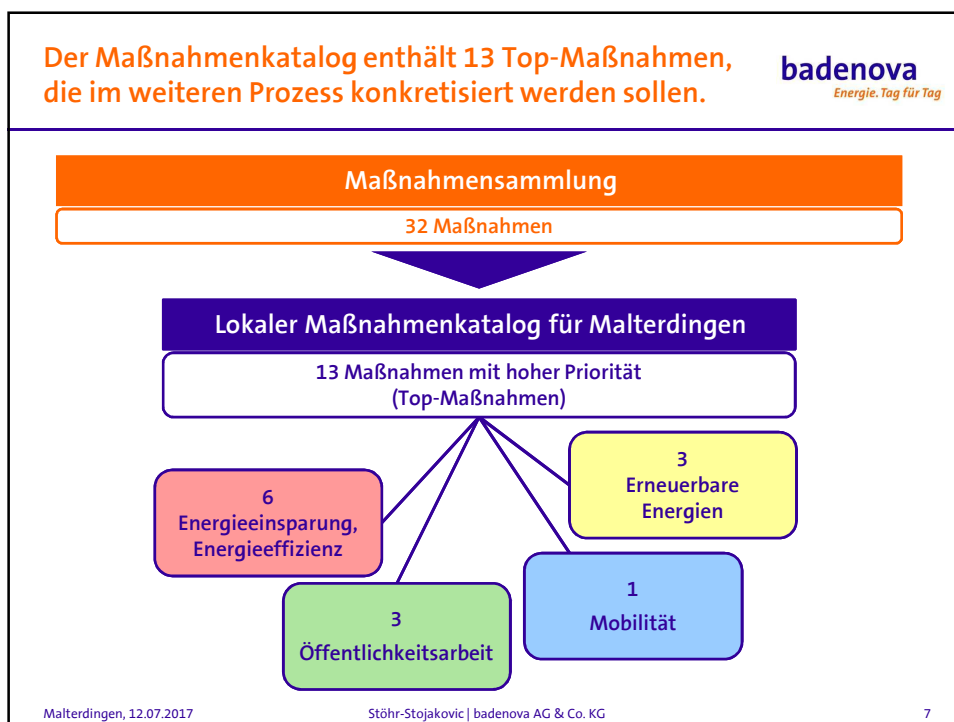 Der Maßnahmenkatalog enthält 13 Top-Maßnahmen,
die im weiteren Prozess konkretisiert werden sollen.
badenova
Energie. Tag für Tag
Maßnahmensammlung
32 Maßnahmen
Lokaler Maßnahmenkatalog für Malterdingen
13 Maßnahmen mit hoher Priorität
(Top-Maßnahmen)
6
Energieeinsparung,
Energieeffizienz
3
Öffentlichkeitsarbeit
1
Mobilität
3
Erneuerbare
Energien
Malterdingen, 12.07.2017
Stöhr-Stojakovic | badenova AG & Co. KG
7